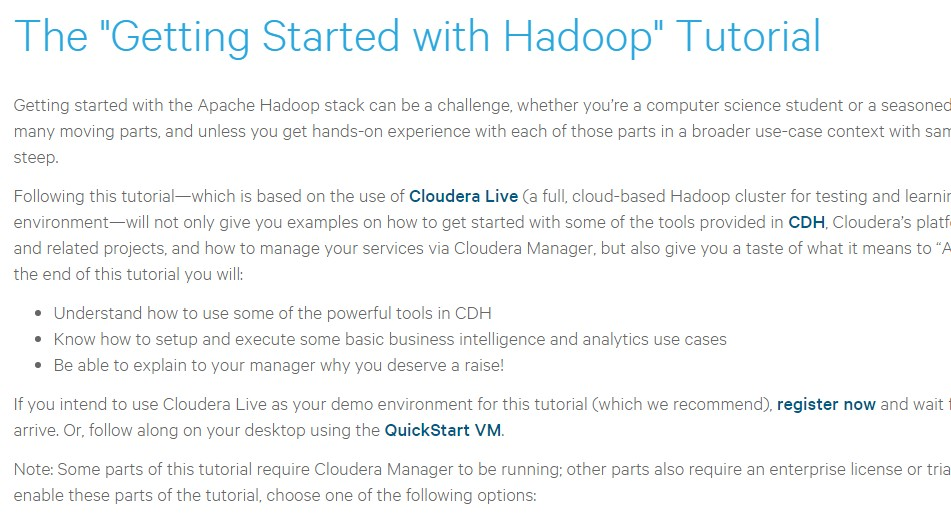 The "Getting Started with Hadoop" Tutorial
Getting started with the Apache Hadoop stack can be a challenge, whether you're a computer science student or a seasoned
many moving parts, and unless you get hands-on experience with each of those parts in a broader use-case context with sam
steep.
Following this tutorial—which is based on the use of Cloudera Live (a full, cloud-based Hadoop cluster for testing and learnin
environment—will not only give you examples on how to get started with some of the tools provided in CDH, Cloudera's platf
and related projects, and how to manage your services via Cloudera Manager, but also give you a taste of what it means to “A
the end of this tutorial you will:
• Understand how to use some of the powerful tools in CDH
• Know how to setup and execute some basic business intelligence and analytics use cases
• Be able to explain to your manager why you deserve a raise!
If you intend to use Cloudera Live as your demo environment for this tutorial (which we recommend), register now and wait f
arrive. Or, follow along on your desktop using the QuickStart VM.
Note: Some parts of this tutorial require Cloudera Manager to be running; other parts also require an enterprise license or tria
enable these parts of the tutorial, choose one of the following options: